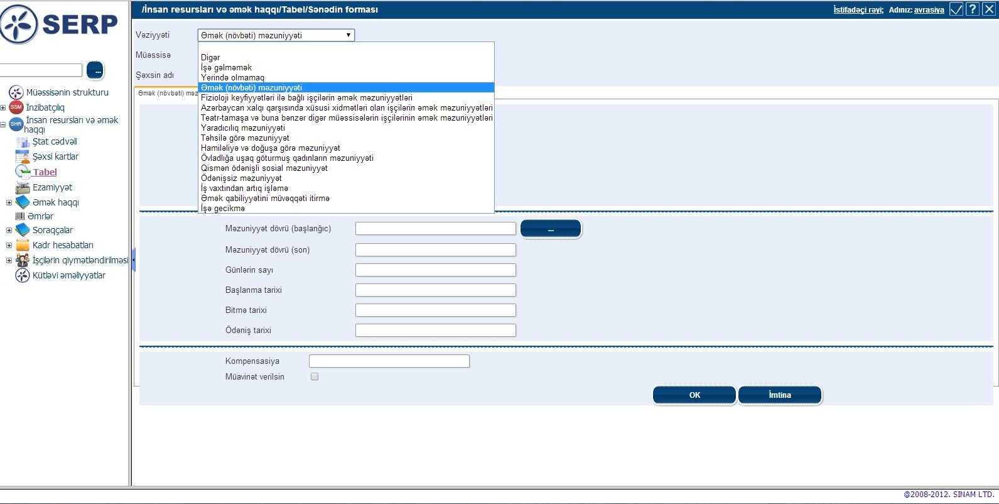 SERP
/İnsan resursları və əmək haqqı/Tabel/Sənədin forması
İstifadəçi rəyi; Adınız: avrasiya ?
Vəziyyəti
Əmək (növbəti) məzuniyyəti
Müəssisə
Şəxsin adı
Digər
İşə gəlməmək
Yerində olmamaq
Əmək (növbəti) məzuniyyəti
Fizioloji keyfiyyətləri ilə bağlı işçilərin əmək məzuniyyətləri
Azərbaycan xalqı qarşısında xüsusi xidmətləri olan işçilərin əmək məzuniyyətləri
Teatr-tamaşa və buna bənzər digər müəssisələrin işçilərinin əmək məzuniyyətləri
Yaradıcılıq məzuniyyəti
Təhsilə görə məzuniyyət
Hamiləliyə və doğuşa görə məzuniyyət
Övladlığa uşaq götürmuş qadınların məzuniyyəti
Qismən ödənişli sosial məzuniyyət
Ödənişsiz məzuniyyət
İş vaxtından artıq işləmə
Əmək qabiliyyətini müvəqqəti itirmə
İşə gecikmə
Əmək (növbəti) məz
...
Müəssisənin strukturu
SSM İnzibatçılıq
SHR İnsan resursları və əmək
haqqı
Ştat cədvəli
Şəxsi kartlar
Tabel
Ezamiyyət
Əmək haqqı
Əmrlər
Soraqçalar
Kadr hesabatları
İşçilərin qiymətləndirilməsi
Kütləvi əməliyyatlar
Məzuniyyət dövrü (başlanğıc)
...
Məzuniyyət dövrü (son)
Günlərin sayı
Başlanma tarixi
Bitmə tarixi
Ödəniş tarixi
Kompensasiya
Müavinət verilsin
OK
İmtina
@2008-2012. SINAM LTD.